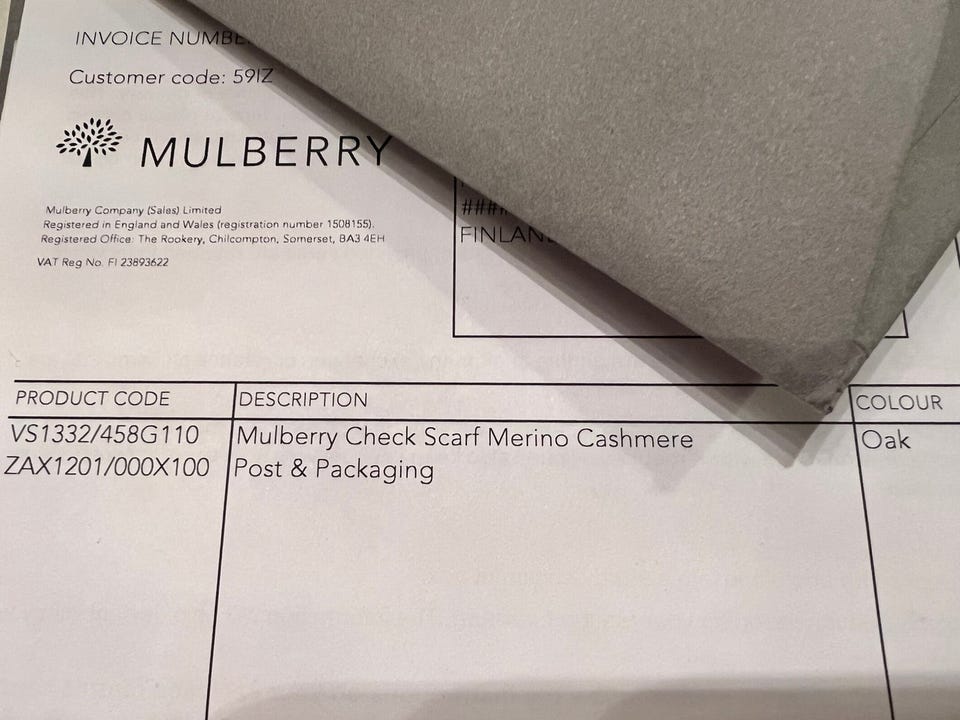 INVOICE NUMBE
Customer code: 59IZ
MULBERRY
Mulberry Company (Sales) Limited
Registered in England and Wales (registration number 1508155).
Registered Office: The Rookery, Chilcompton, Somerset, BA3 4EH
VAT Reg No. FI 23893622
###
FINLAN
PRODUCT CODE DESCRIPTION COLOUR
VS1332/458G110 Mulberry Check Scarf Merino Cashmere Oak
ZAX1201/000X100 Post & Packaging